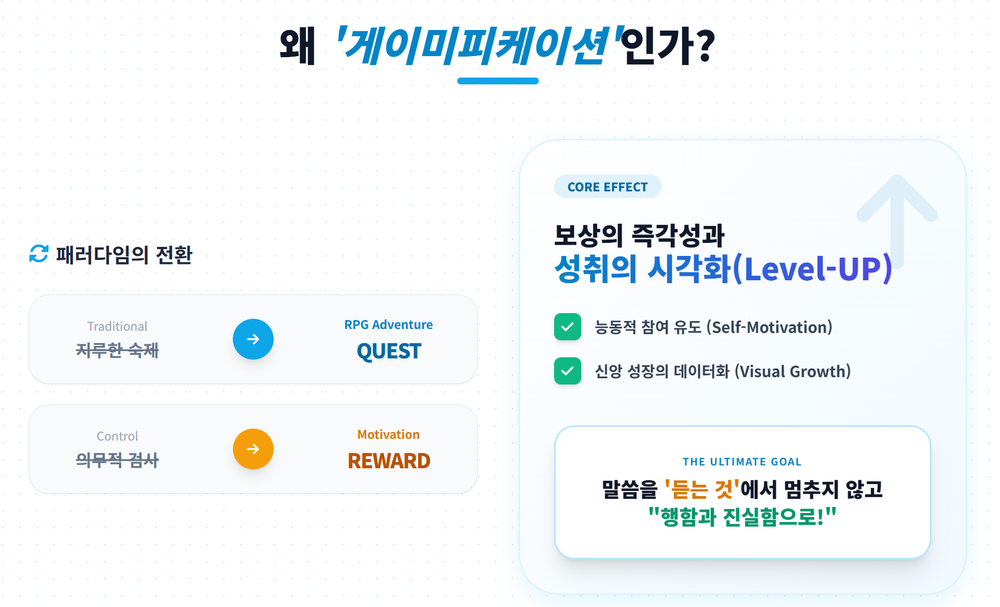 왜 '게이미피케이션'인가?
패러다임의 전환
Traditional
지루한 숙제
RPG Adventure
QUEST
Control
의무적 검사
Motivation
REWARD
CORE EFFECT
보상의 즉각성과
성취의 시각화(Level-UP)
능동적 참여 유도 (Self-Motivation)
신앙 성장의 데이터화 (Visual Growth)
THE ULTIMATE GOAL
말씀을 '듣는 것'에서 멈추지 않고
"행함과 진실함으로!"